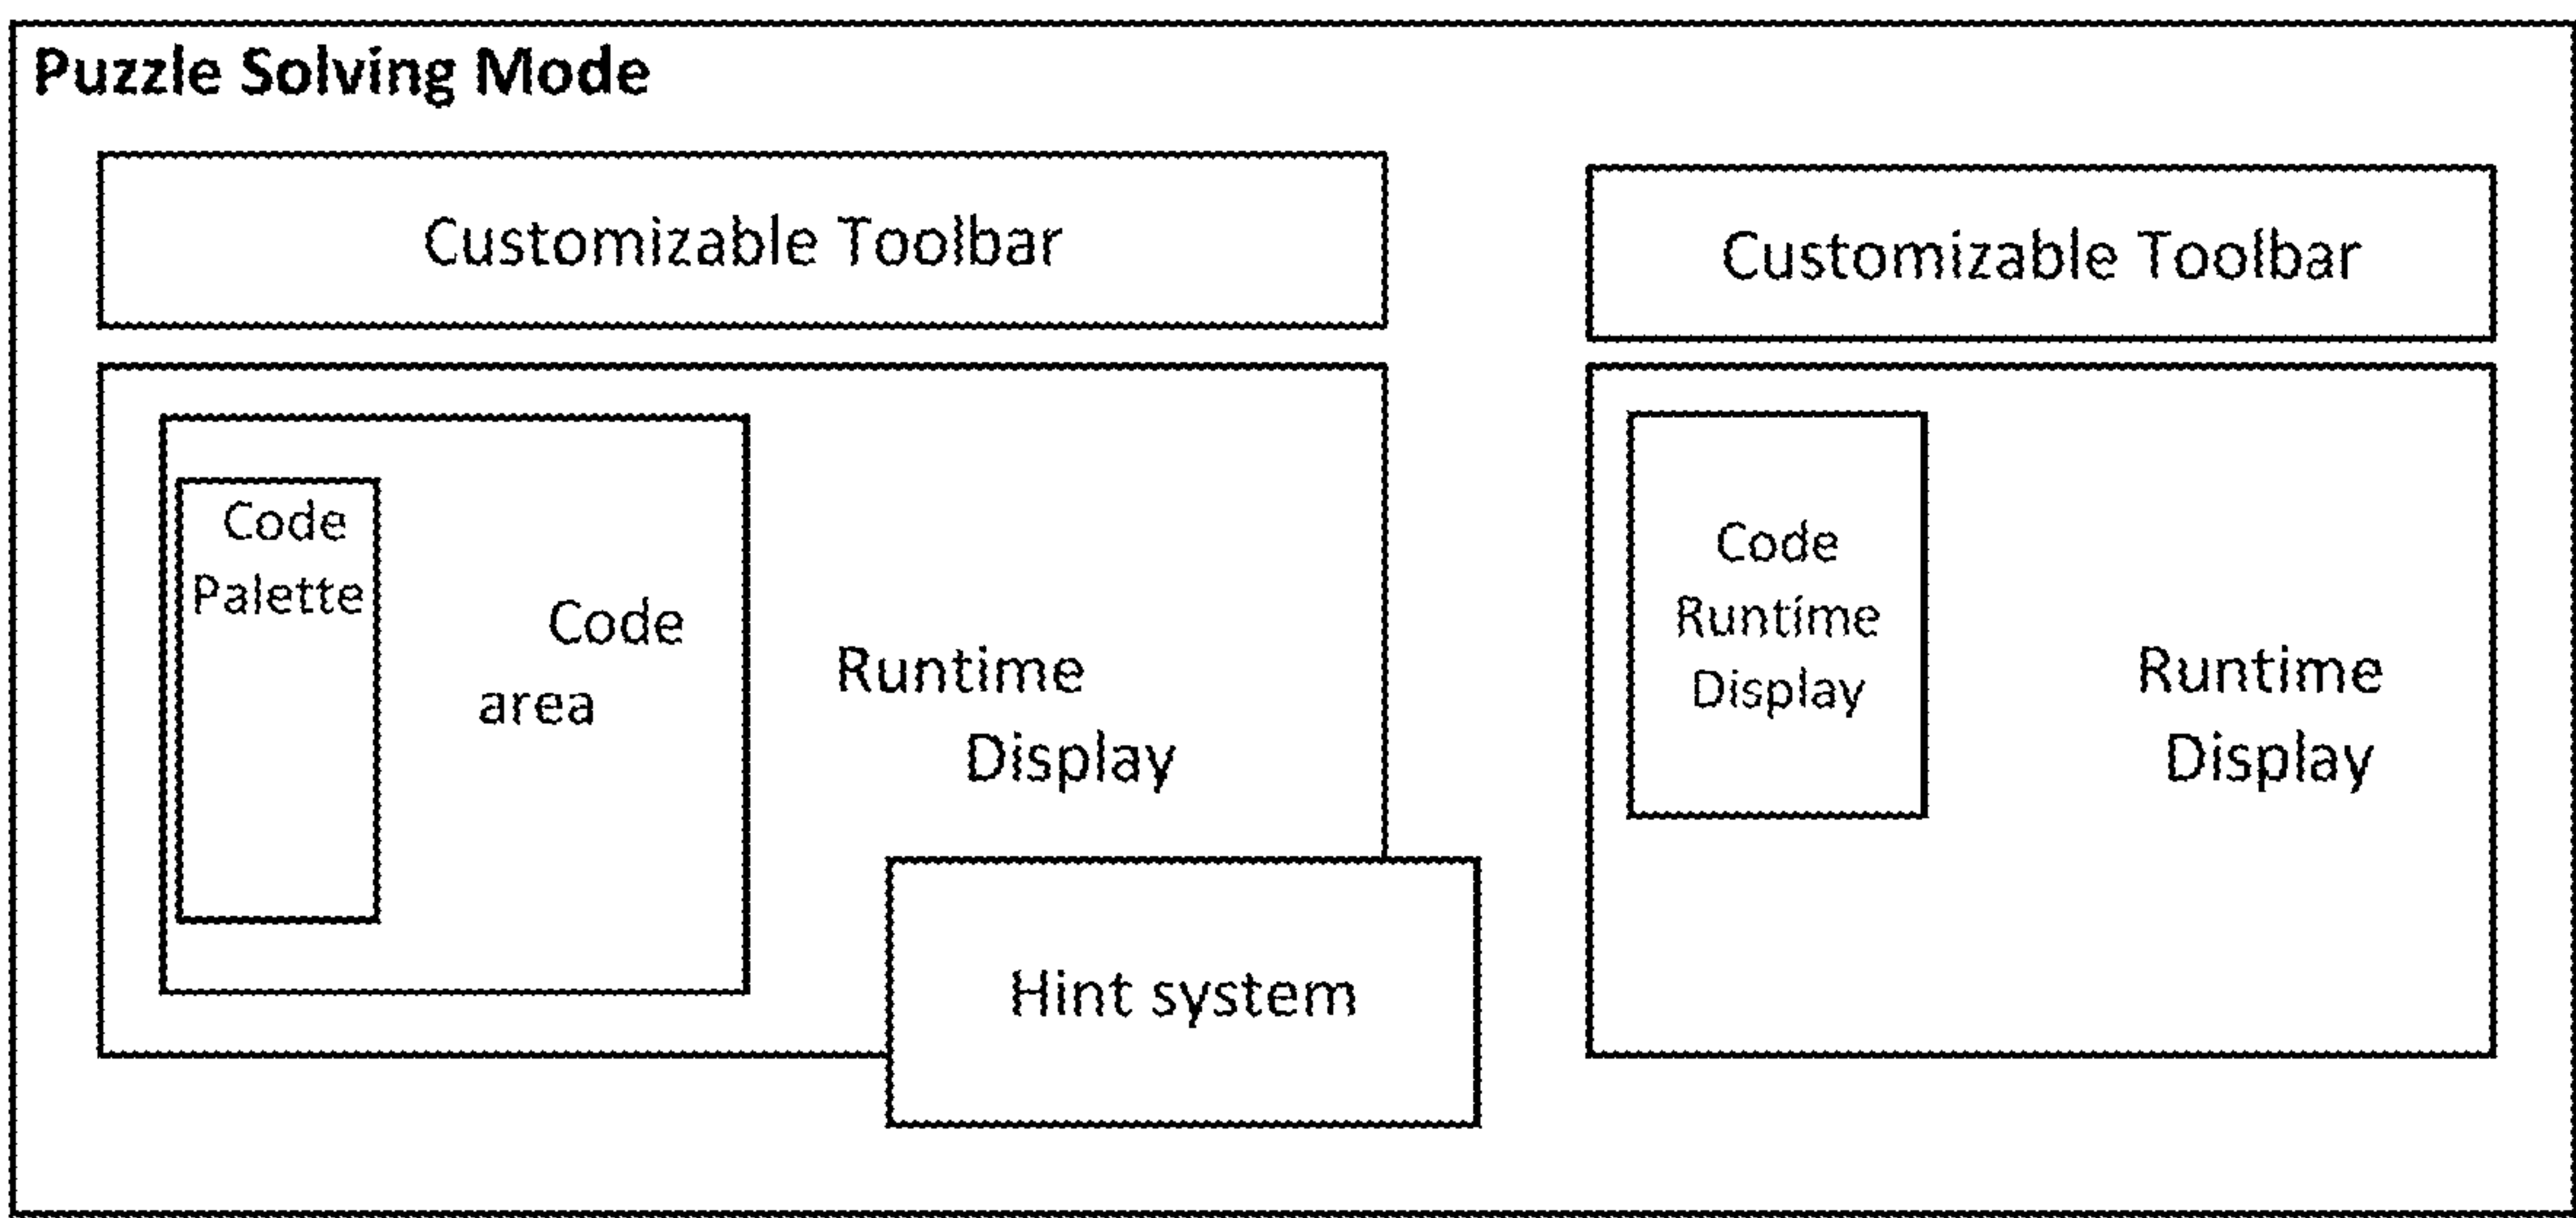 Puzzle Solving Mode
Customizable Toolbar
Code
Palette
Code
area
Runtime
Display
Hint system
Customizable Toolbar
Code
Runtime
Display
Runtime
Display